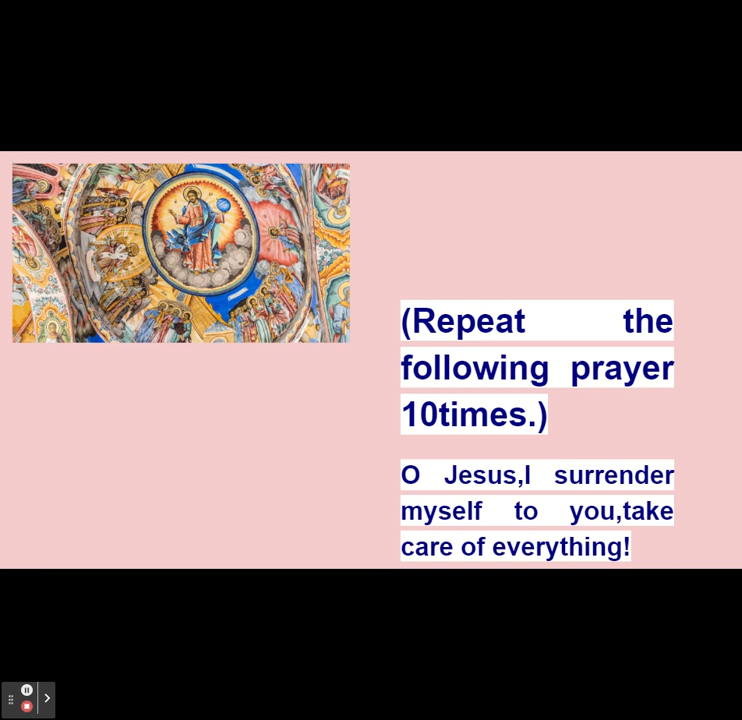 (Repeat the
following prayer
10times.)
O Jesus,I surrender
myself to you,take
care of everything!